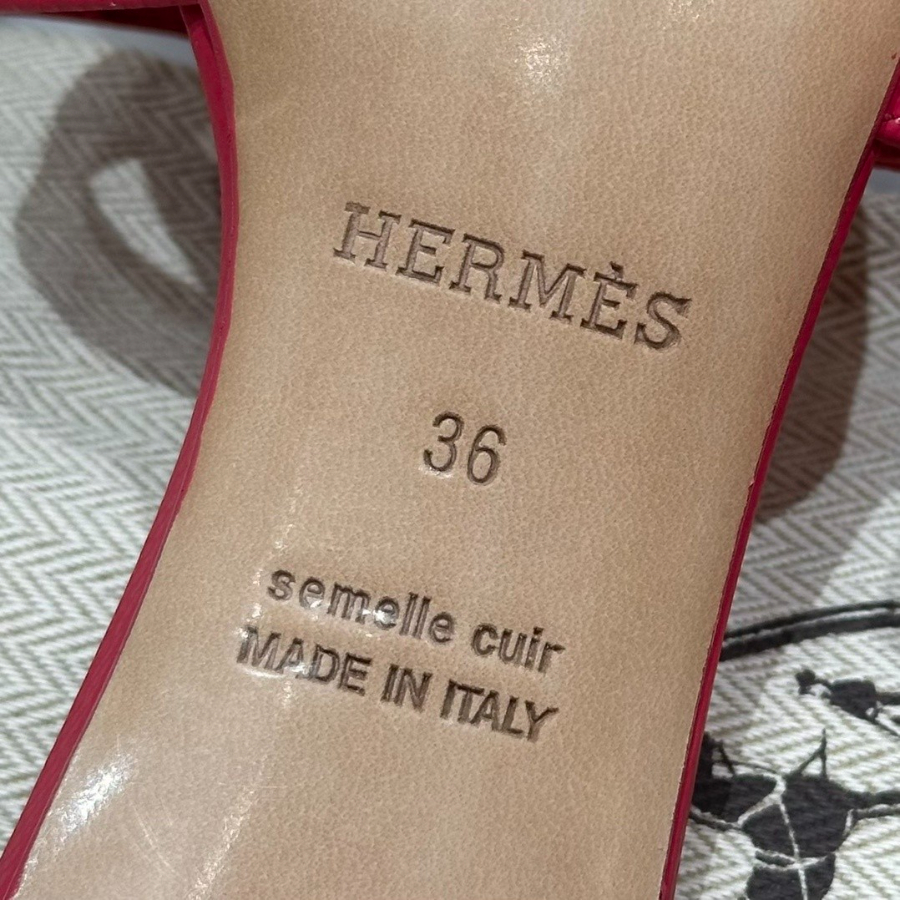 HERMÈS
36
semelle cuir
MADE IN ITALY